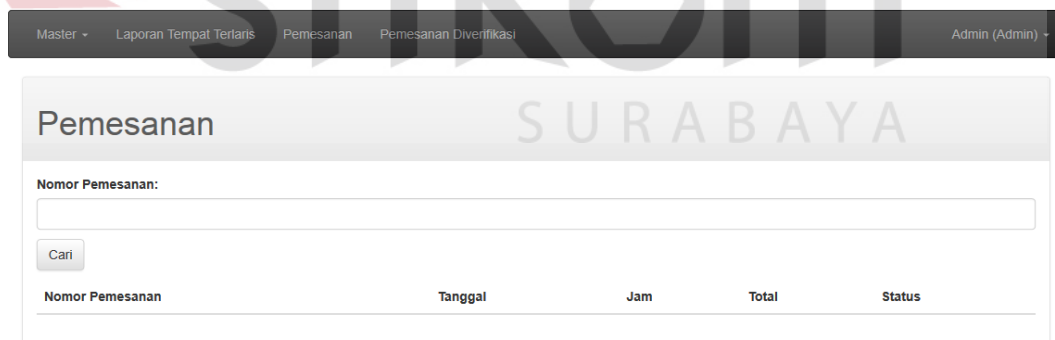 Master Laporan Tempat Terlaris Pemesanan Pemesanan Diverifikasi Admin (Admin)
Pemesanan
SURABAYA
Nomor Pemesanan:
Cari
Nomor Pemesanan Tanggal Jam Total Status